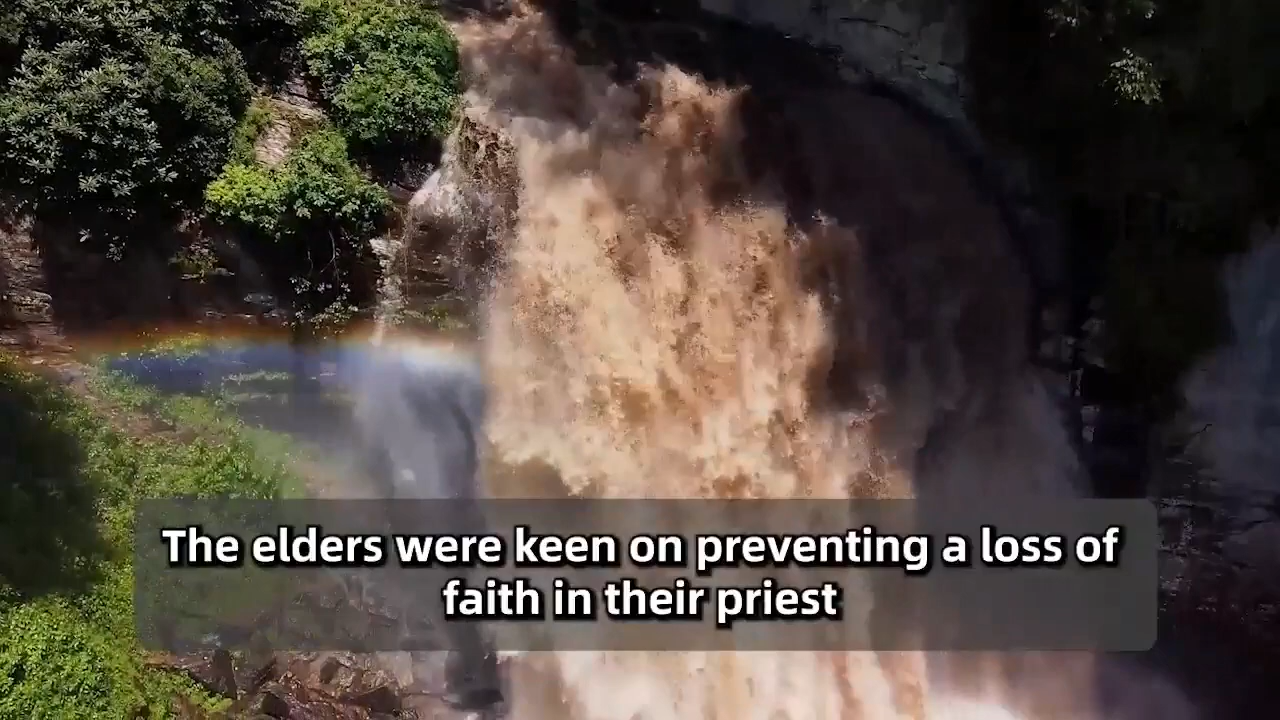 The elders were keen on preventing a loss of
faith in their priest